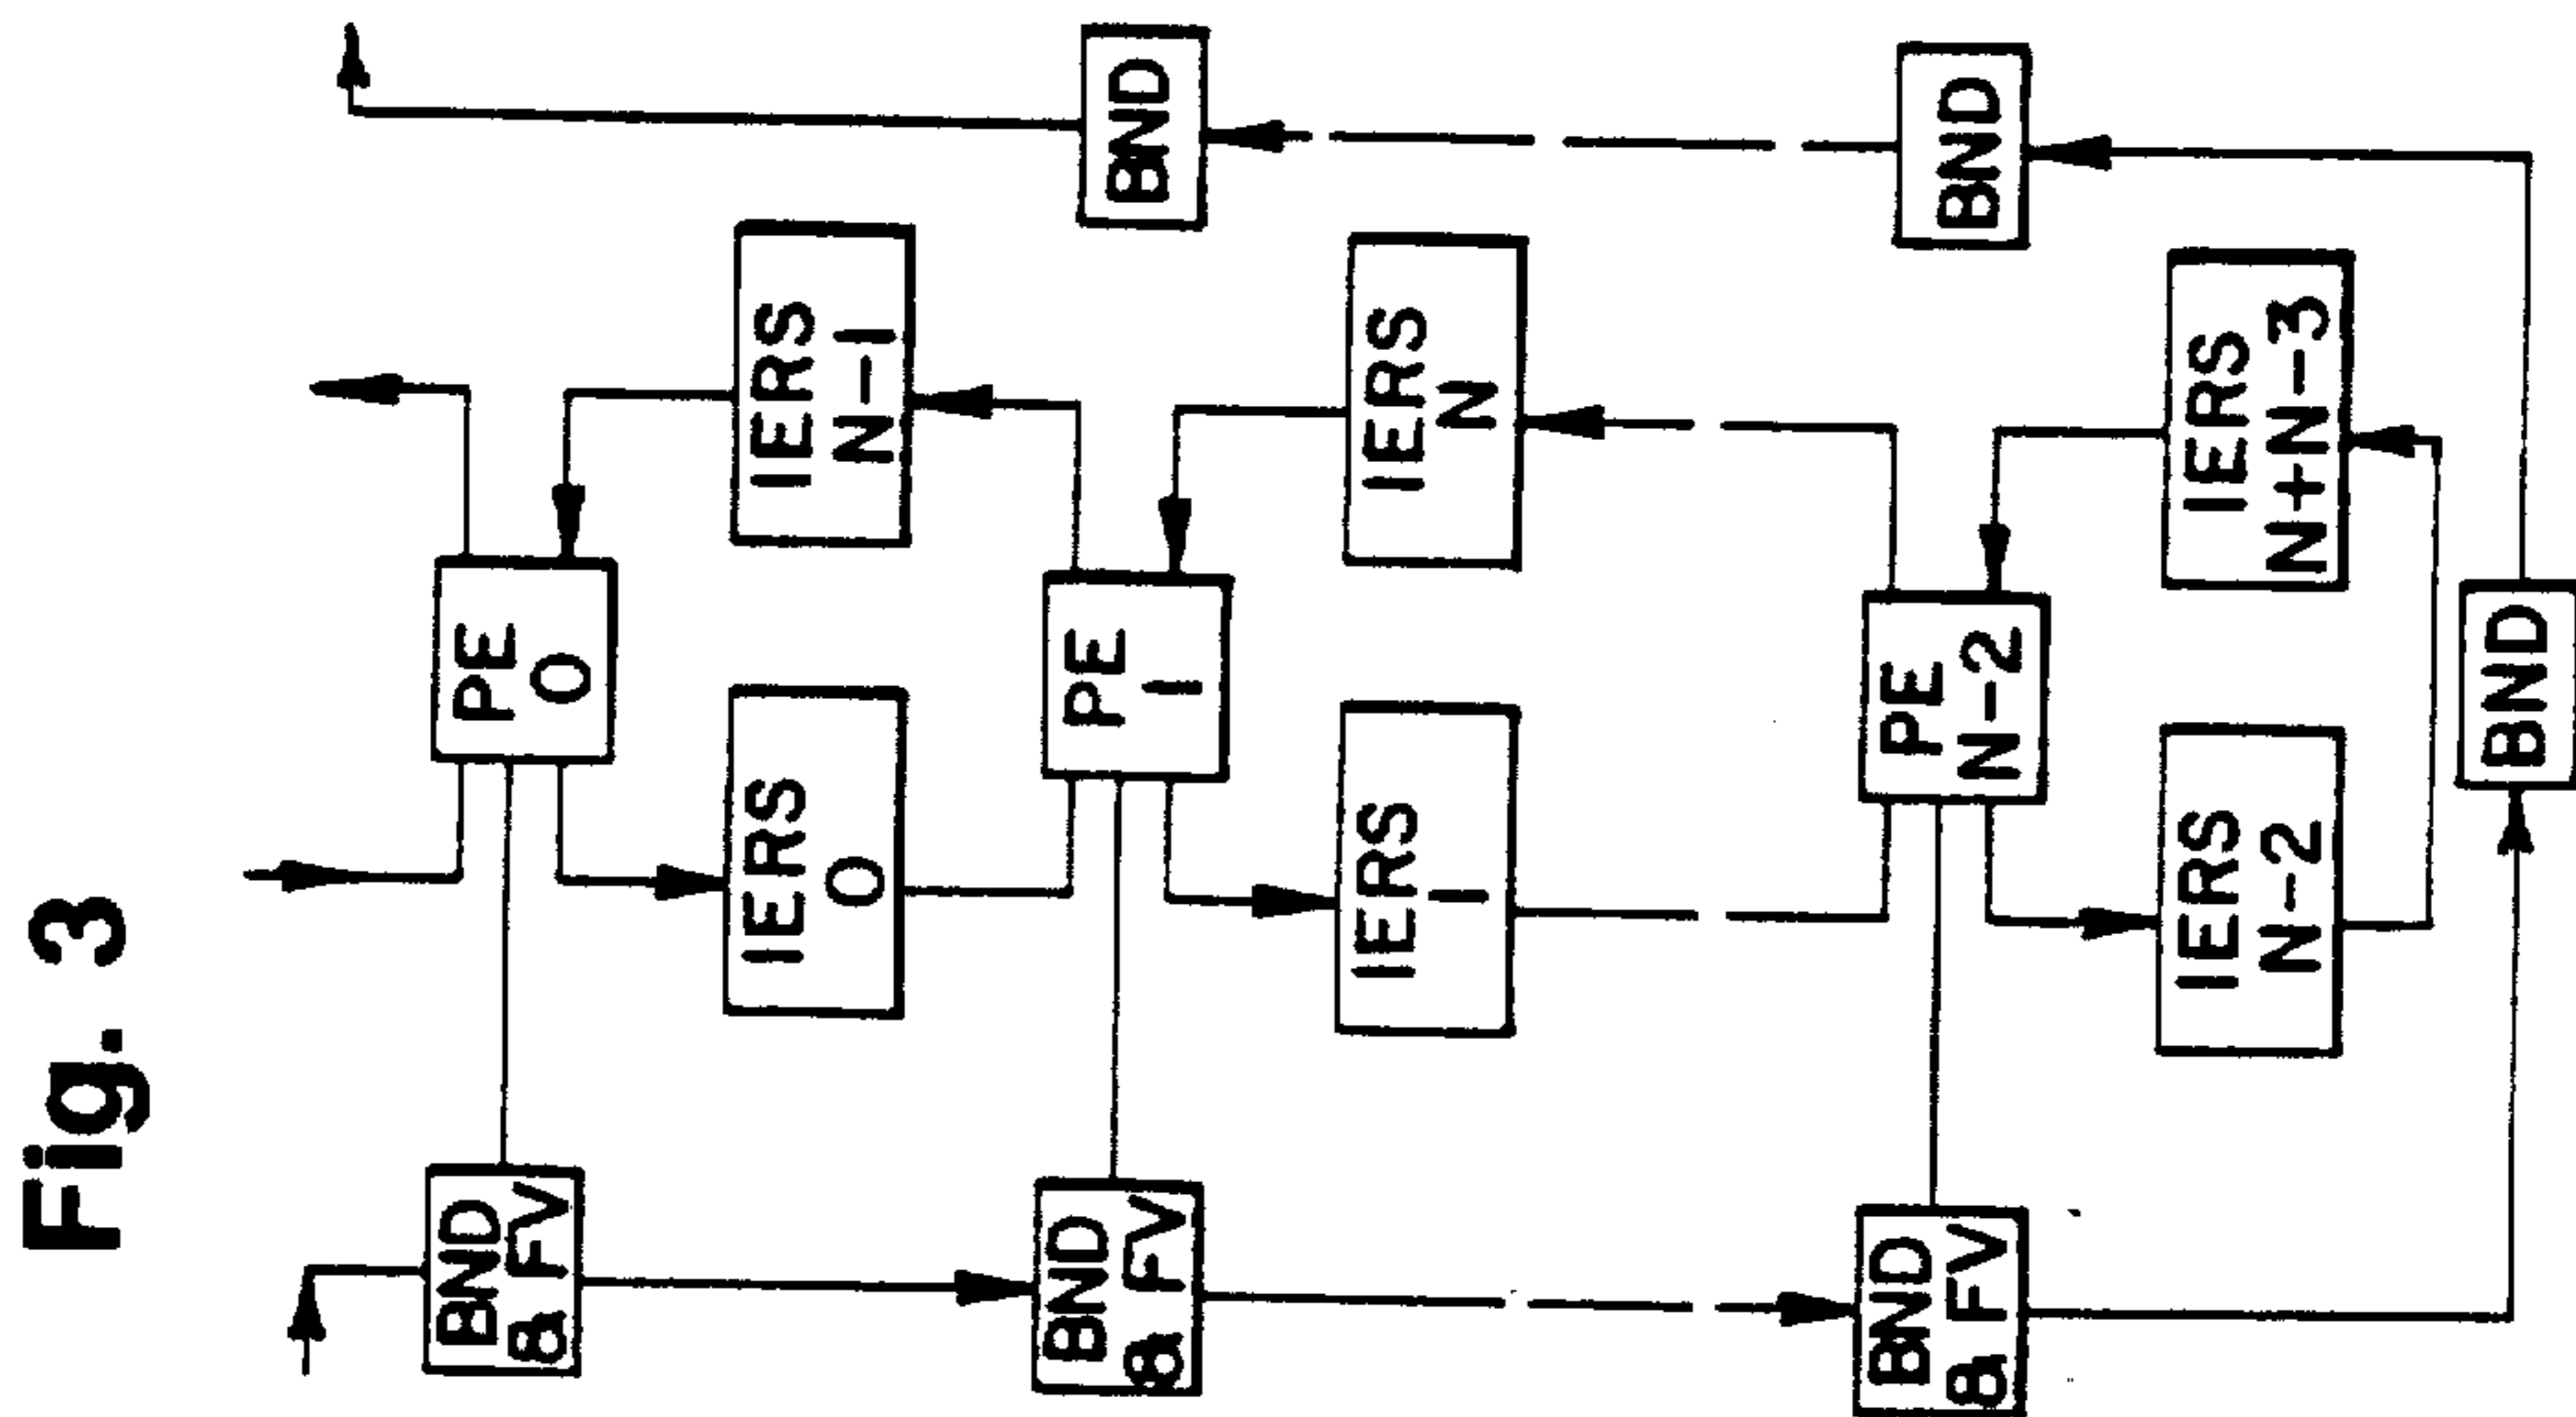 Fig. 3
BND
& FV
PE
0
IERS
0
IERS
N-1
BND
& FV
PE
1
BND
IERS
1
IERS
N
BND
& FV
PE
N-2
BND
IERS
N-2
IERS
N+N-3
BND